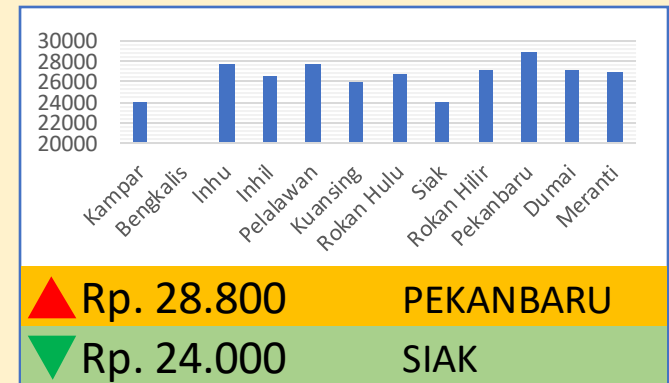 30000
28000
26000
24000
22000
20000
Kampar
Bengkalis
Inhu
Inhil
Pelalawan
Kuansing
Rokan Hulu
Siak
Rokan Hilir
Pekanbaru
Dumai
Meranti
Rp. 28.800 PEKANBARU
Rp. 24.000 SIAK